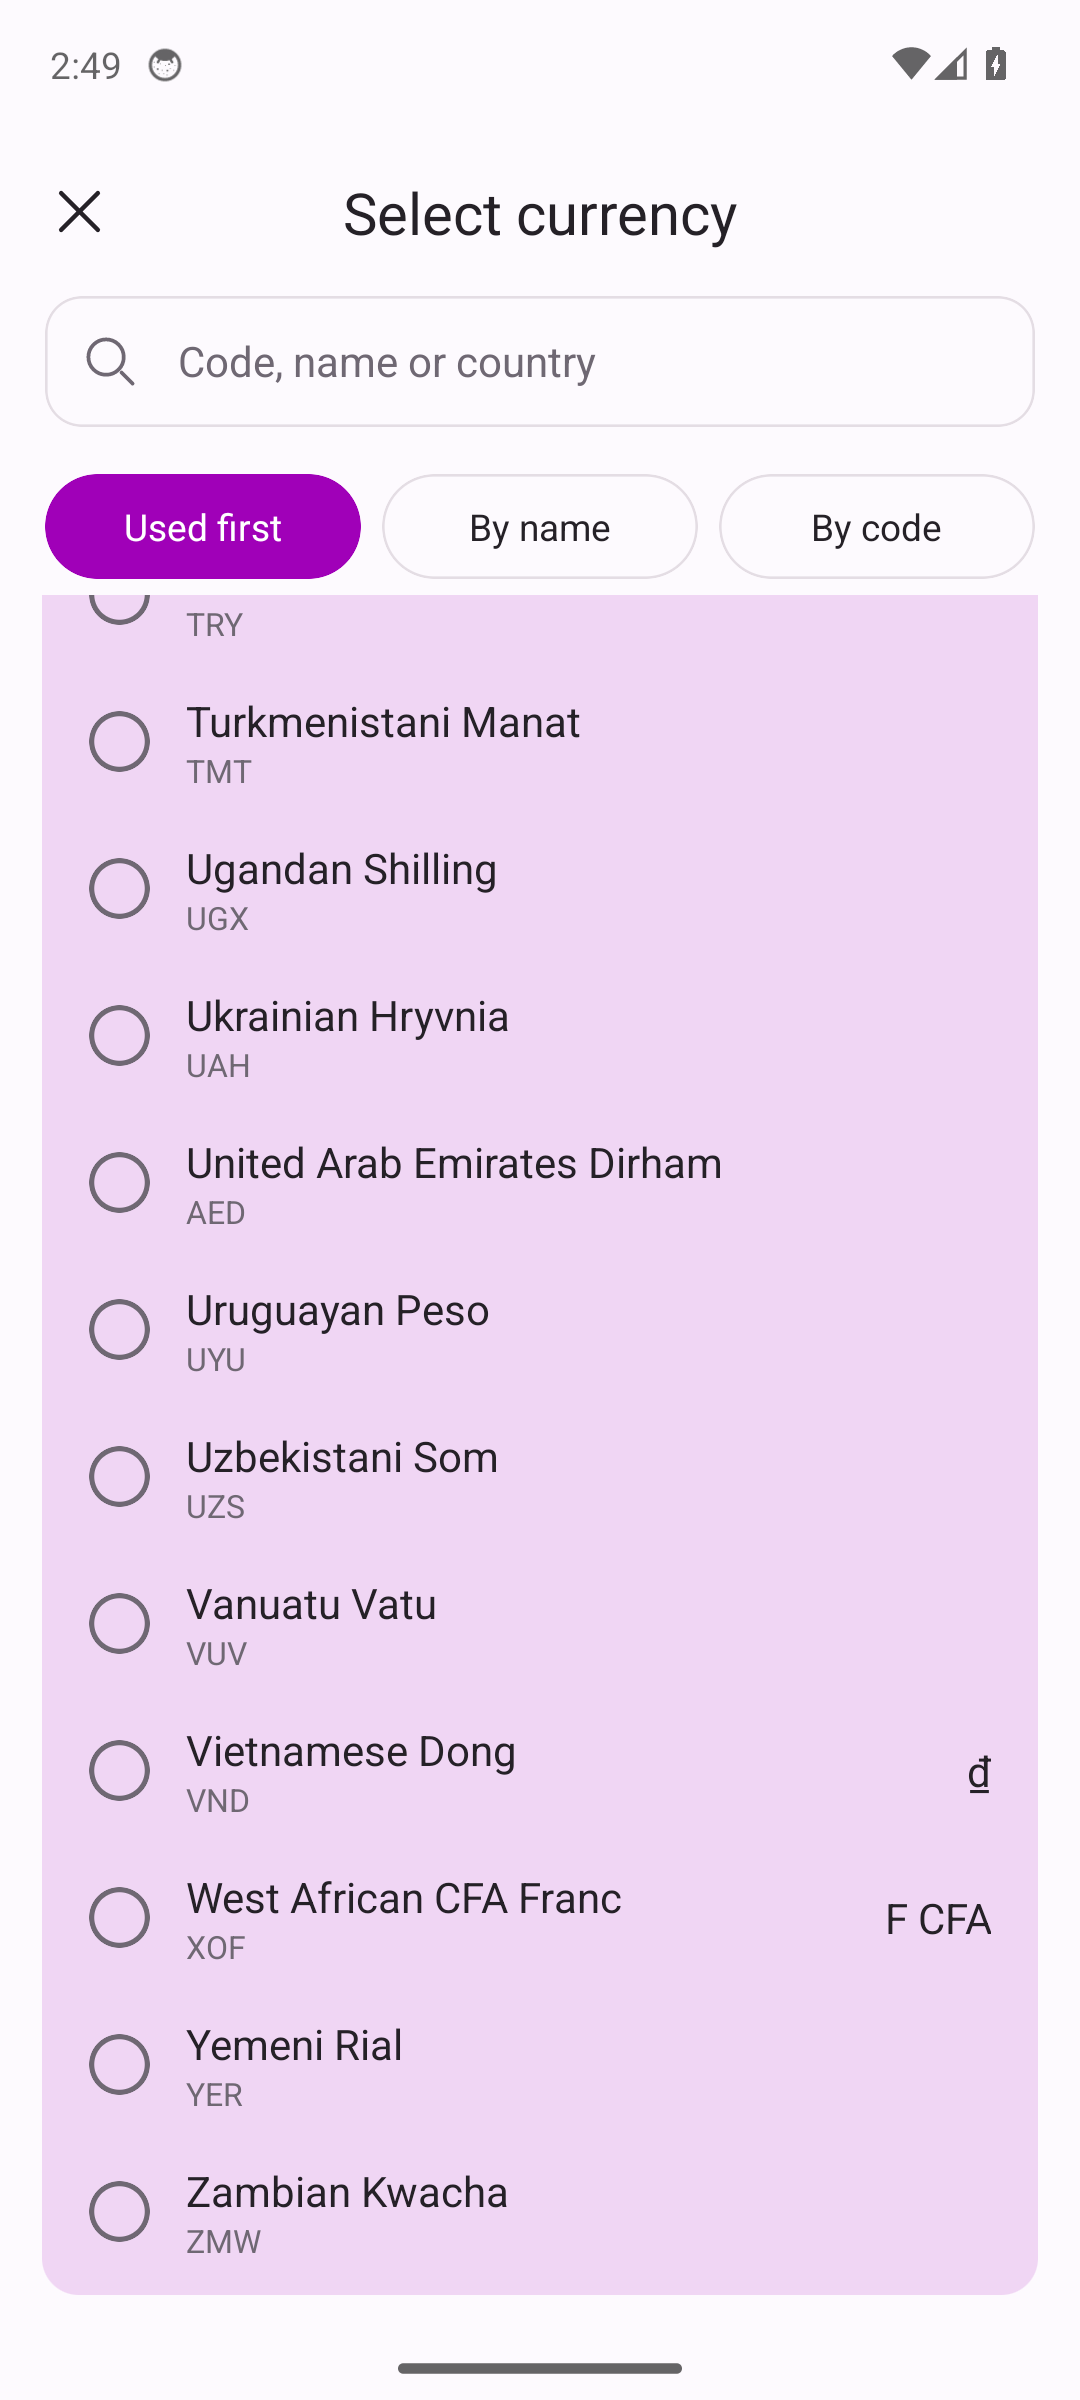 2:49
Select currency
Code, name or country
Used first
By name
By code
TRY
Turkmenistani Manat
TMT
Ugandan Shilling
UGX
Ukrainian Hryvnia
UAH
United Arab Emirates Dirham
AED
Uruguayan Peso
UYU
Uzbekistani Som
UZS
Vanuatu Vatu
VUV
Vietnamese Dong
VND
₫
West African CFA Franc
XOF
F CFA
Yemeni Rial
YER
Zambian Kwacha
ZMW